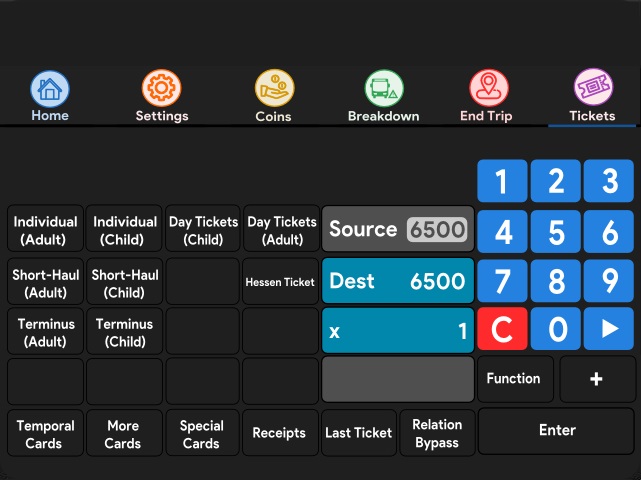 Home
Settings
Coins
Breakdown
End Trip
Tickets
1
2
3
Individual
(Adult)
Individual
(Child)
Day Tickets
(Child)
Day Tickets
(Adult)
Source 6500
4
5
6
Short-Haul
(Adult)
Short-Haul
(Child)
Hessen Ticket
Dest 6500
7
8
9
Terminus
(Adult)
Terminus
(Child)
x 1
C
0
Function
+
Temporal
Cards
More
Cards
Special
Cards
Receipts
Last Ticket
Relation
Bypass
Enter